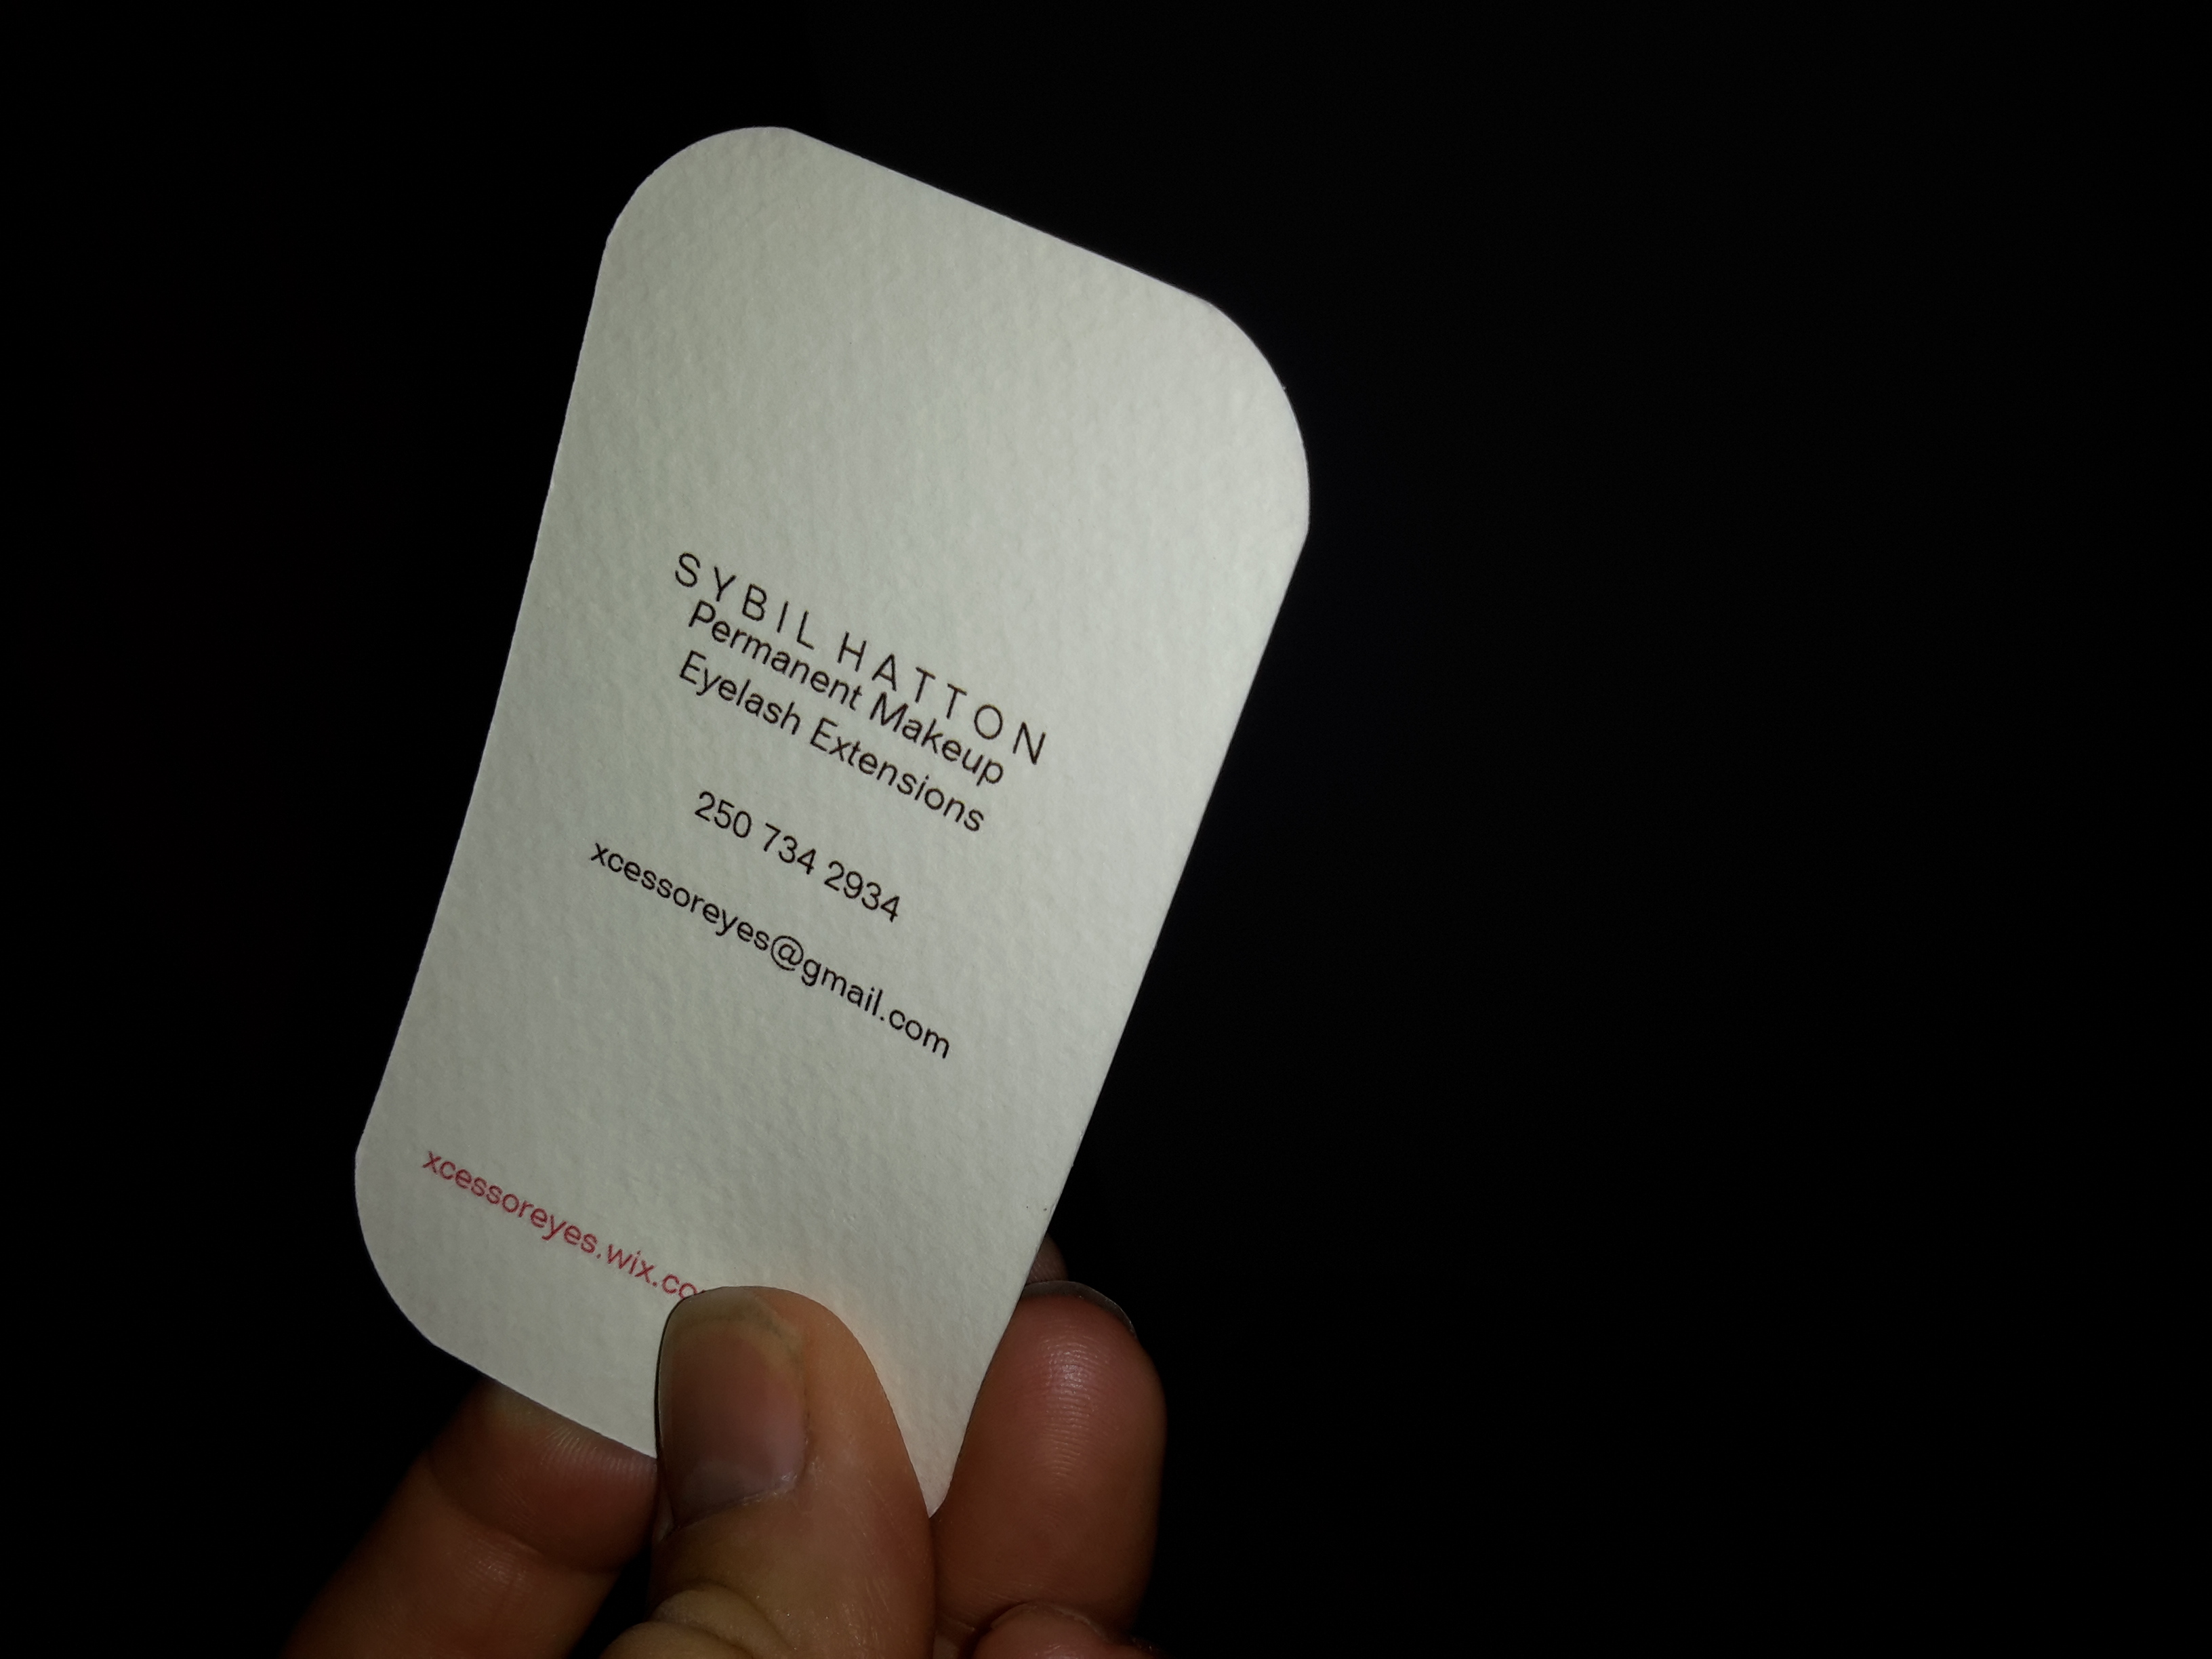 SYBIL HATTON
Permanent Makeup
Eyelash Extensions
250 734 2934
xcessoreyes@gmail.com
xcessoreyes.wix.co